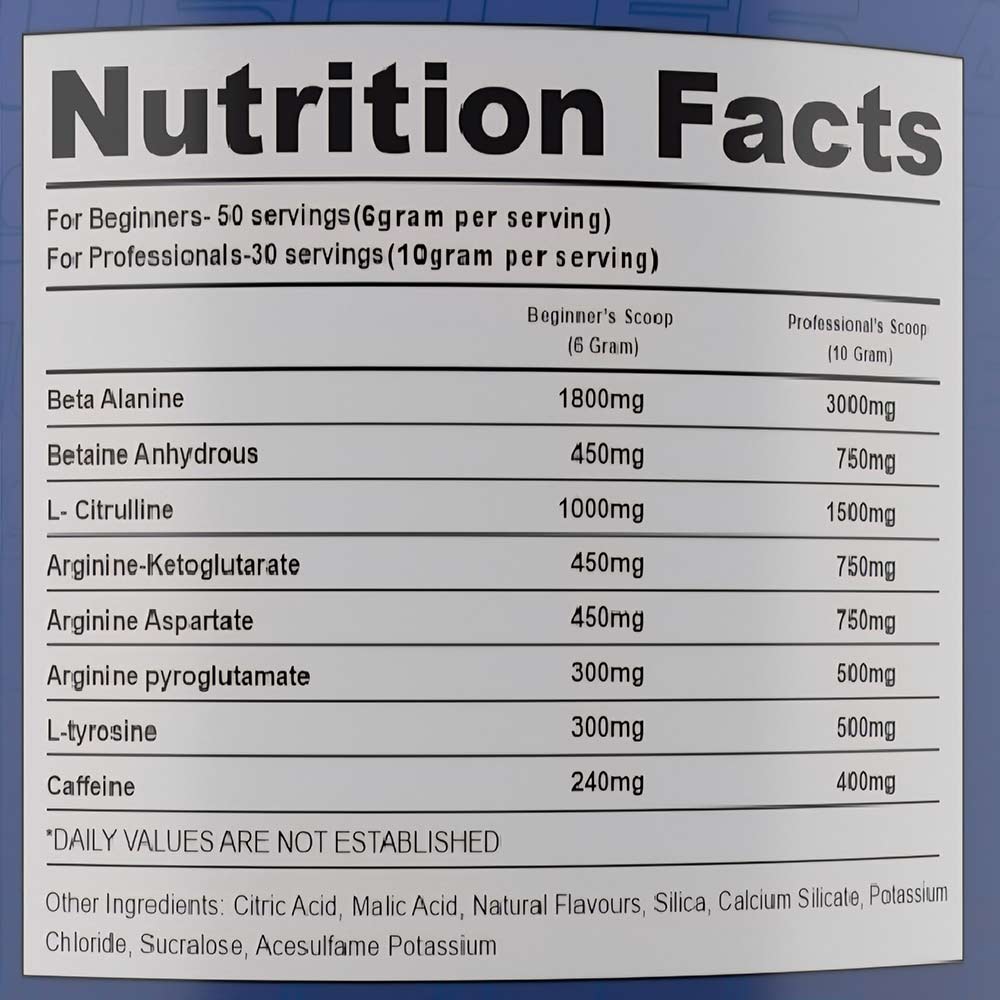 Nutrition Facts
For Beginners- 50 servings(6gram per serving)
For Professionals-30 servings(10gram per serving)
Beginner's Scoop Professional's Scoop
(6 Gram) (10 Gram)
Beta Alanine 1800mg 3000mg
Betaine Anhydrous 450mg 750mg
L- Citrulline 1000mg 1500mg
Arginine-Ketoglutarate 450mg 750mg
Arginine Aspartate 450mg 750mg
Arginine pyroglutamate 300mg 500mg
L-tyrosine 300mg 500mg
Caffeine 240mg 400mg
*DAILY VALUES ARE NOT ESTABLISHED
Other Ingredients: Citric Acid, Malic Acid, Natural Flavours, Silica, Calcium Silicate, Potassium
Chloride, Sucralose, Acesulfame Potassium